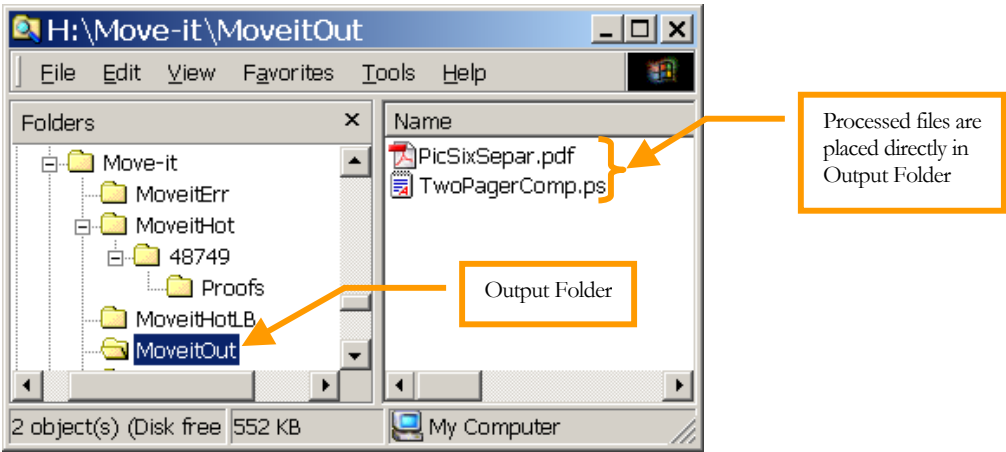 H:\Move-it\MoveitOut
File Edit View Favorites Tools Help
Folders
Name
Move-it
MoveitErr
MoveitHot
48749
Proofs
MoveitHotLB
MoveitOut
PicSixSepar.pdf
TwoPagerComp.ps
Processed files are
placed directly in
Output Folder
Output Folder
2 object(s) (Disk free 552 KB My Computer